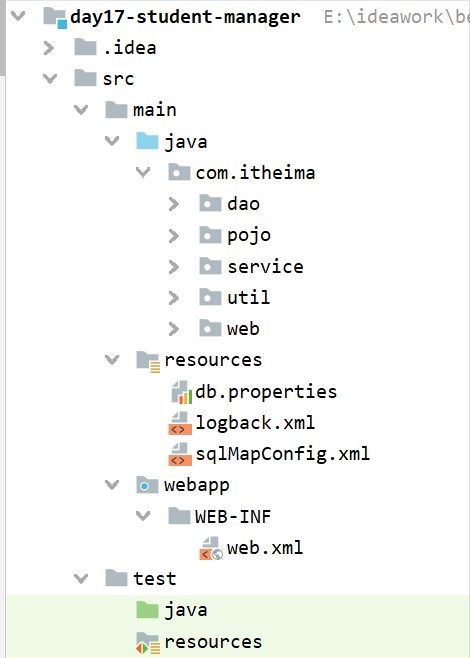 day17-student-manager E:\ideawork\be
.idea
src
main
java
com.itheima
dao
pojo
service
util
web
resources
db.properties
logback.xml
sqlMapConfig.xml
webapp
WEB-INF
web.xml
test
java
resources